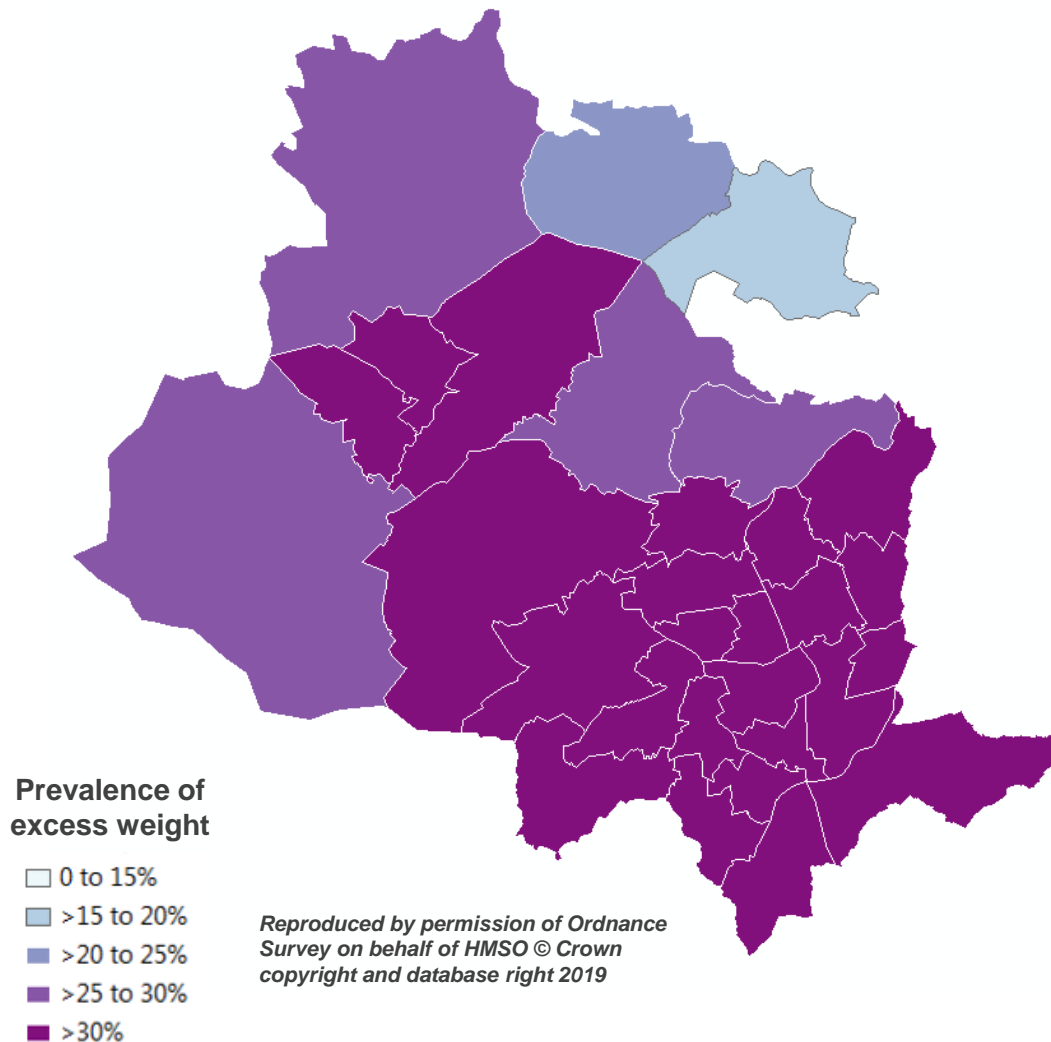 Prevalence of
excess weight
0 to 15%
>15 to 20%
>20 to 25%
>25 to 30%
>30%
Reproduced by permission of Ordnance
Survey on behalf of HMSO © Crown
copyright and database right 2019